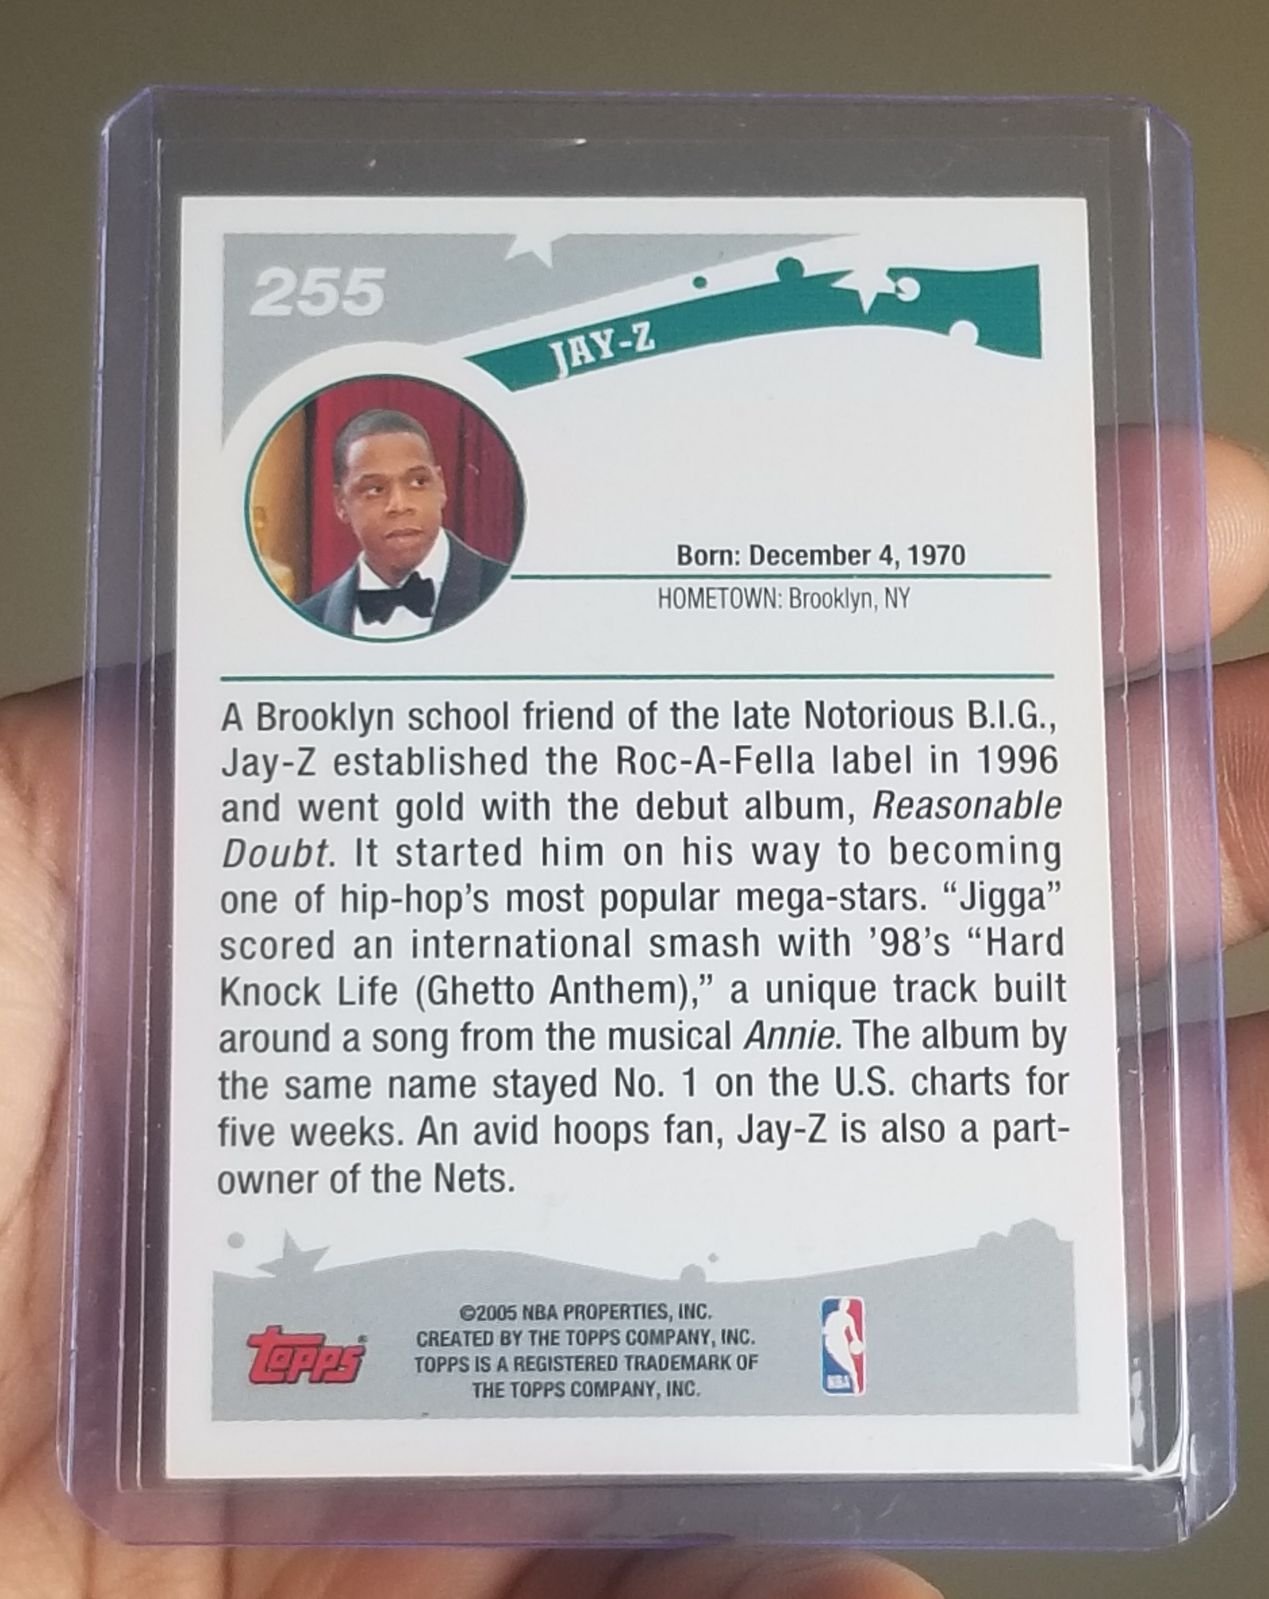 255
JAY-Z
Born: December 4, 1970
HOMETOWN: Brooklyn, NY
A Brooklyn school friend of the late Notorious B.I.G.,
Jay-Z established the Roc-A-Fella label in 1996
and went gold with the debut album, Reasonable
Doubt. It started him on his way to becoming
one of hip-hop's most popular mega-stars. “Jigga”
scored an international smash with ’98’s “Hard
Knock Life (Ghetto Anthem),” a unique track built
around a song from the musical Annie. The album by
the same name stayed No. 1 on the U.S. charts for
five weeks. An avid hoops fan, Jay-Z is also a part-
owner of the Nets.
Topps®
©2005 NBA PROPERTIES, INC.
CREATED BY THE TOPPS COMPANY, INC.
TOPPS IS A REGISTERED TRADEMARK OF
THE TOPPS COMPANY, INC.
NBA